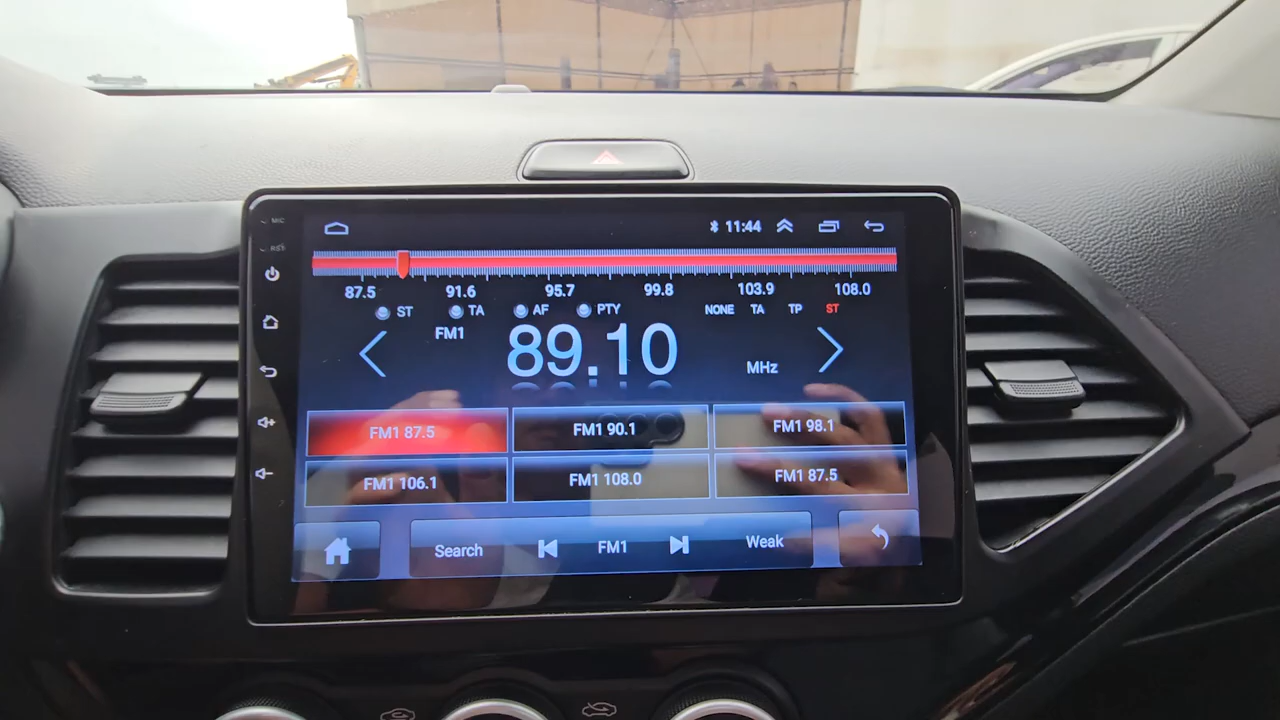 MIC
11:44
RST
87.5 91.6 95.7 99.8 103.9 108.0
ST TA AF PTY NONE TA TP ST
FM1 89.10 MHz
FM1 87.5 FM1 90.1 FM1 98.1
FM1 106.1 FM1 108.0 FM1 87.5
Search FM1 Weak